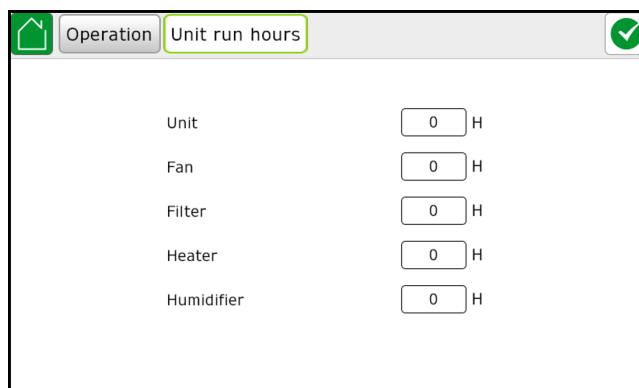 Operation Unit run hours
Unit 0 H
Fan 0 H
Filter 0 H
Heater 0 H
Humidifier 0 H